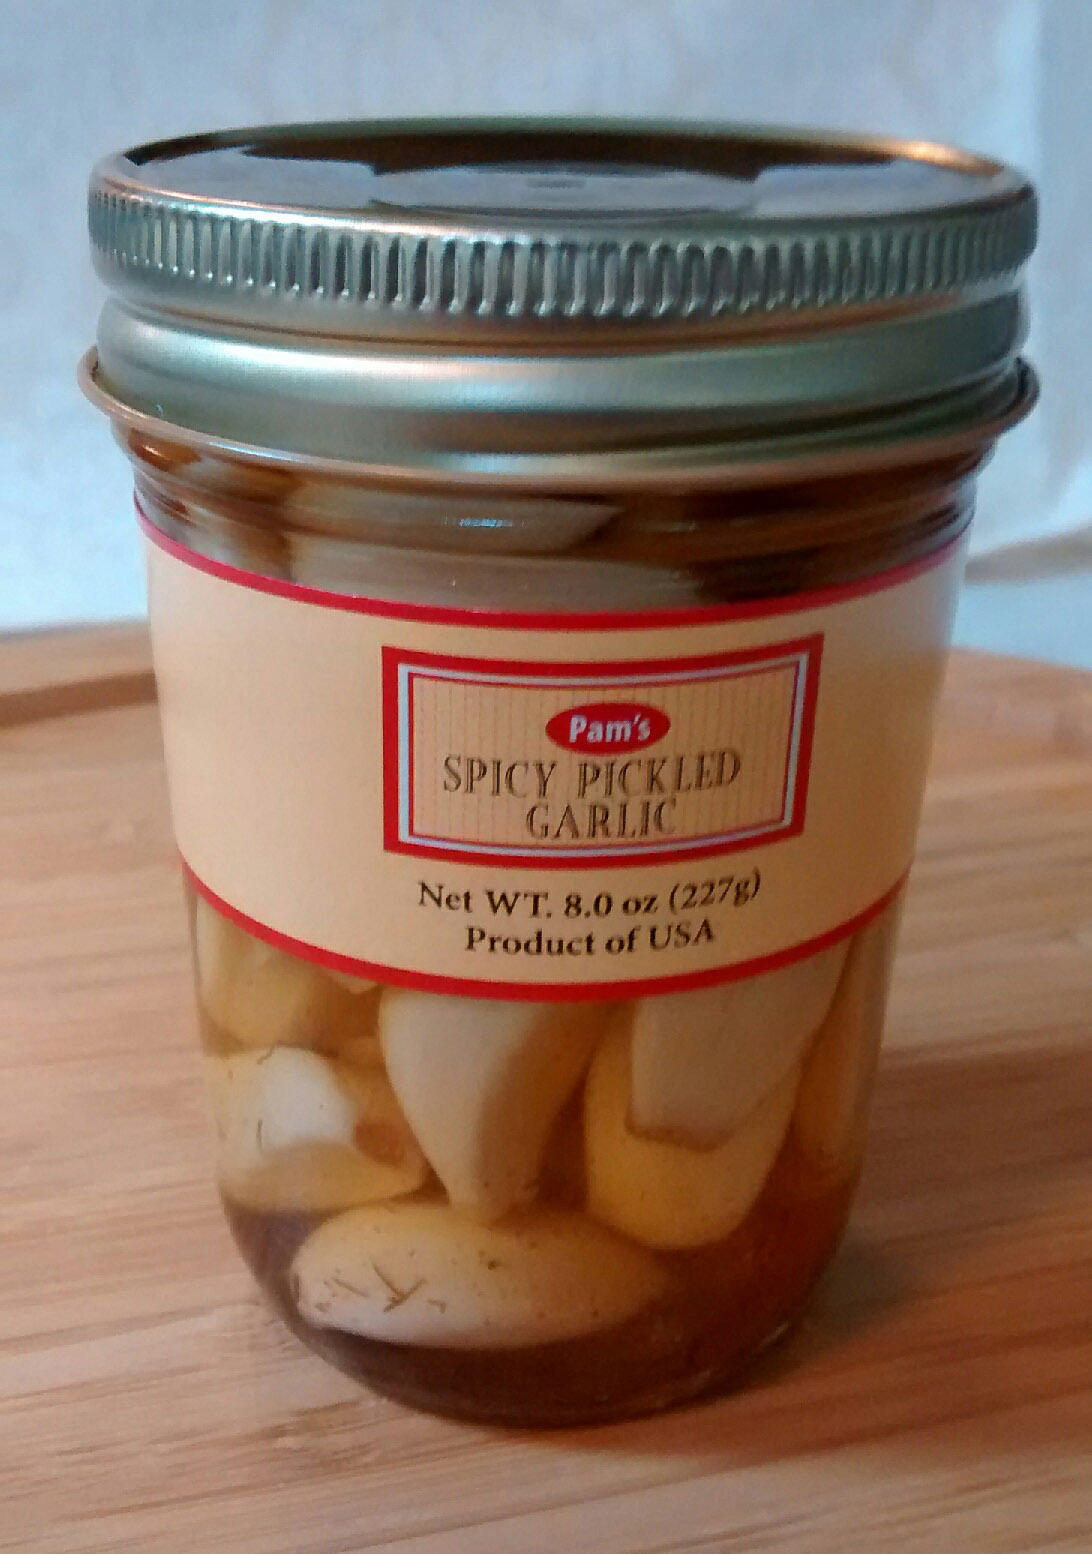 Pam's
SPICY PICKLED
GARLIC
Net WT. 8.0 oz (227g)
Product of USA